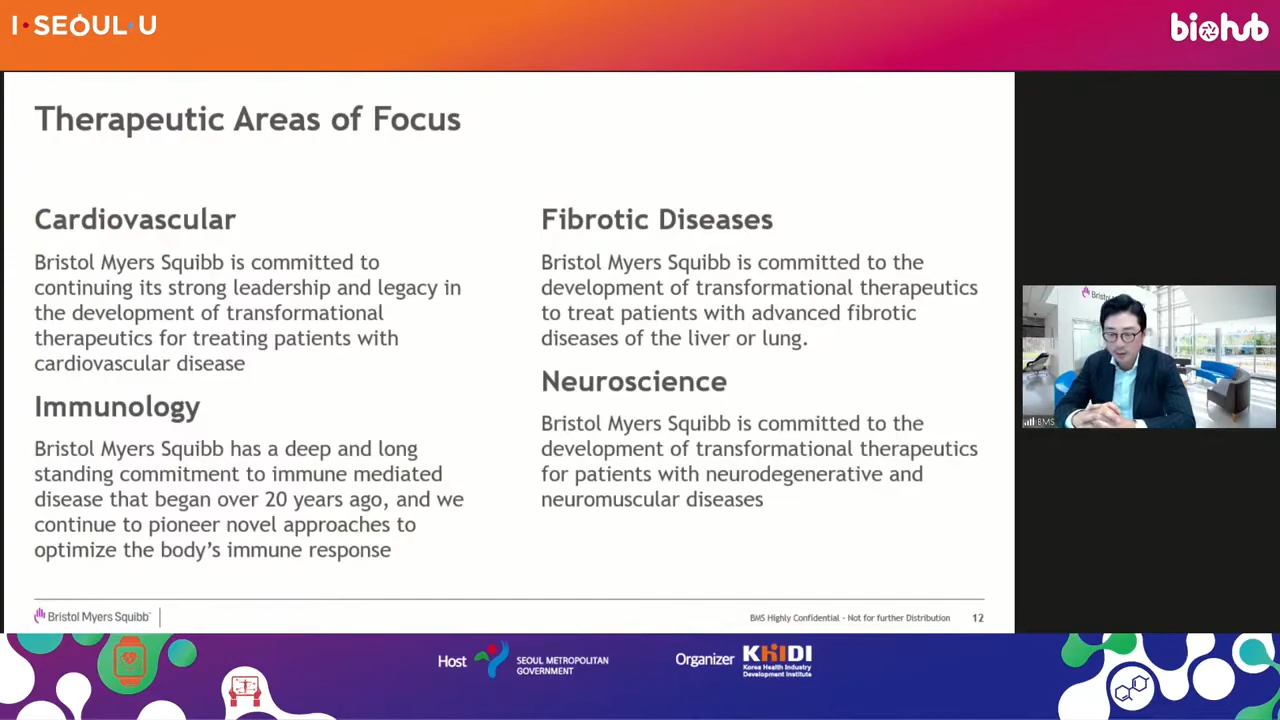 I·SEOUL·U
biohub
Therapeutic Areas of Focus
Cardiovascular
Bristol Myers Squibb is committed to
continuing its strong leadership and legacy in
the development of transformational
therapeutics for treating patients with
cardiovascular disease
Immunology
Bristol Myers Squibb has a deep and long
standing commitment to immune mediated
disease that began over 20 years ago, and we
continue to pioneer novel approaches to
optimize the body's immune response
Fibrotic Diseases
Bristol Myers Squibb is committed to the
development of transformational therapeutics
to treat patients with advanced fibrotic
diseases of the liver or lung.
Neuroscience
Bristol Myers Squibb is committed to the
development of transformational therapeutics
for patients with neurodegenerative and
neuromuscular diseases
Bristol Myers Squibb
BMS Highly Confidential - Not for further Distribution
12
Bristol
BMS
Host
SEOUL METROPOLITAN
GOVERNMENT
Organizer
KHIDI
Korea Health Industry
Development Institute